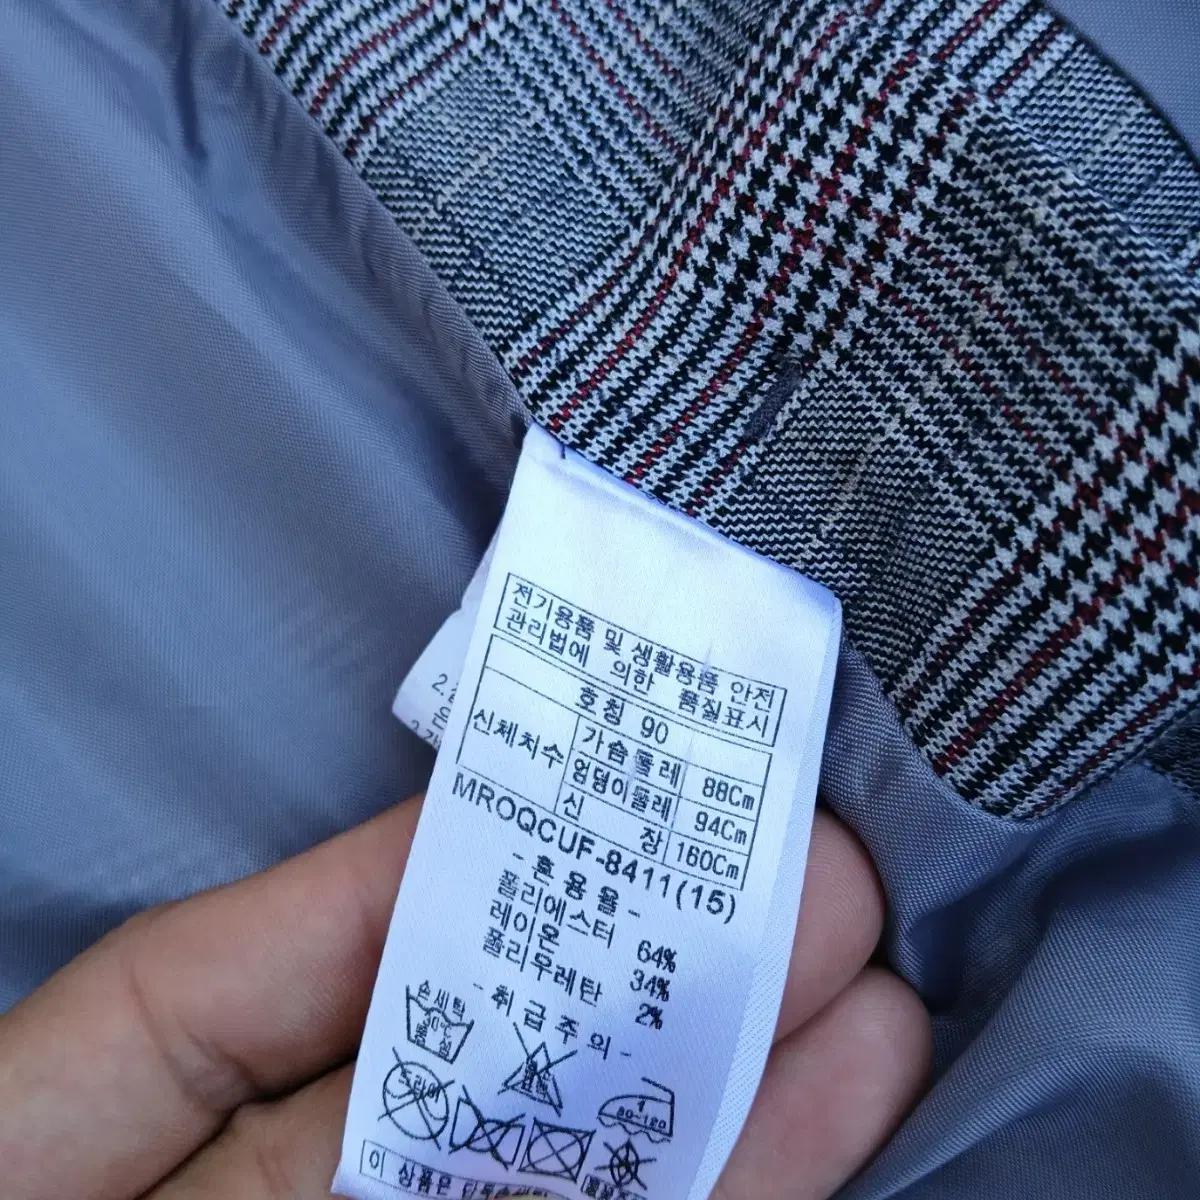 전기용품 및 생활용품 안전
관리법에 의한 품질표시
호칭 90
신체치수 가슴둘레 88Cm
엉덩이둘레 94Cm
신 장 160Cm
MROQCUF-8411(15)
- 혼 용 율 -
폴리에스터 64%
레이온 34%
폴리우레탄 2%
- 취 급 주 의 -
손세탁
드라이
1
80-120
이 상품은
2.